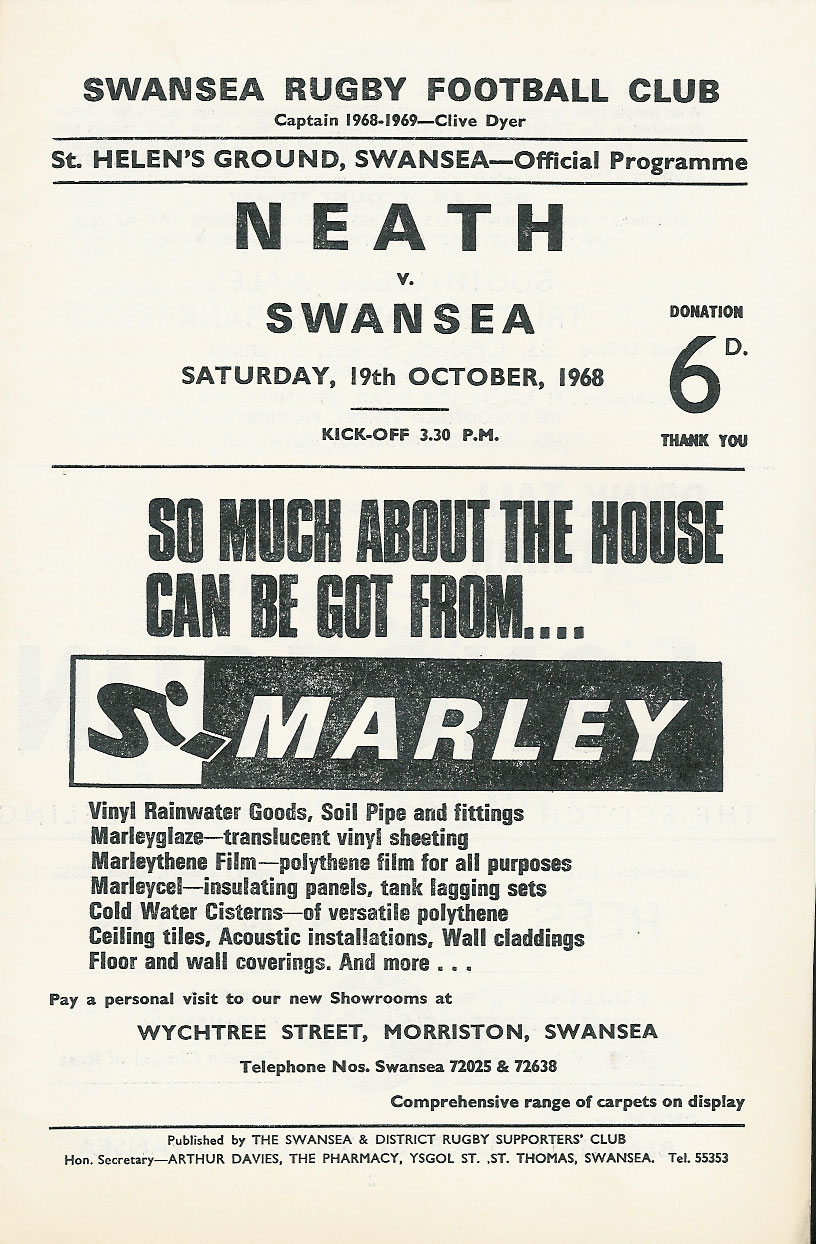 SWANSEA RUGBY FOOTBALL CLUB
Captain 1968-1969—Clive Dyer
St. HELEN'S GROUND, SWANSEA—Official Programme
NEATH
v.
SWANSEA
SATURDAY, 19th OCTOBER, 1968
KICK-OFF 3.30 P.M.
DONATION
6D.
THANK YOU
SO MUCH ABOUT THE HOUSE
CAN BE GOT FROM....
MARLEY
Vinyl Rainwater Goods, Soil Pipe and fittings
Marleyglaze—translucent vinyl sheeting
Marleythene Film—polythene film for all purposes
Marleycel—insulating panels, tank lagging sets
Cold Water Cisterns—of versatile polythene
Ceiling tiles, Acoustic installations, Wall claddings
Floor and wall coverings. And more . . .
Pay a personal visit to our new Showrooms at
WYCHTREE STREET, MORRISTON, SWANSEA
Telephone Nos. Swansea 72025 & 72638
Comprehensive range of carpets on display
Published by THE SWANSEA & DISTRICT RUGBY SUPPORTERS' CLUB
Hon. Secretary—ARTHUR DAVIES, THE PHARMACY, YSGOL ST. ,ST. THOMAS, SWANSEA. Tel. 55353